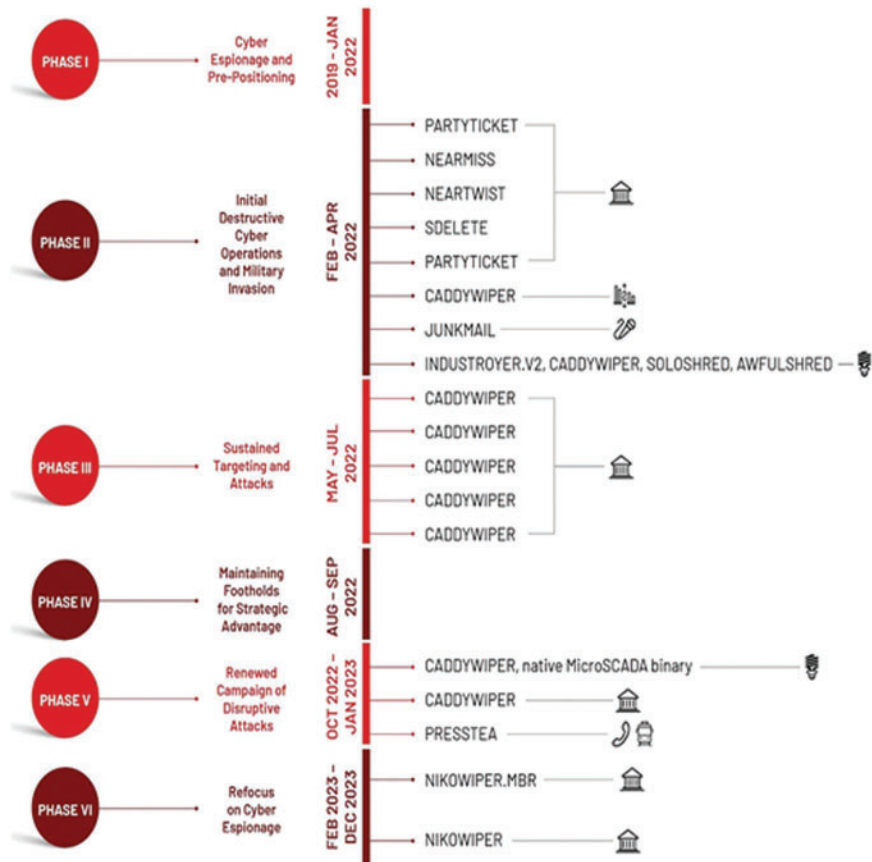 PHASE I
Cyber
Espionage and
Pre-Positioning
2019 – JAN
2022
PHASE II
Initial
Destructive
Cyber
Operations
and Military
Invasion
FEB – APR
2022
PARTYTICKET
NEARMISS
NEARTWIST
SDELETE
PARTYTICKET
CADDYWIPER
JUNKMAIL
INDUSTROYER.V2, CADDYWIPER, SOLOSHRED, AWFULSHRED
PHASE III
Sustained
Targeting and
Attacks
MAY – JUL
2022
CADDYWIPER
CADDYWIPER
CADDYWIPER
CADDYWIPER
CADDYWIPER
PHASE IV
Maintaining
Footholds
for Strategic
Advantage
AUG – SEP
2022
PHASE V
Renewed
Campaign of
Disruptive
Attacks
OCT 2022 –
JAN 2023
CADDYWIPER, native MicroSCADA binary
CADDYWIPER
PRESSTEA
PHASE VI
Refocus
on Cyber
Espionage
FEB 2023 –
DEC 2023
NIKOWIPER.MBR
NIKOWIPER